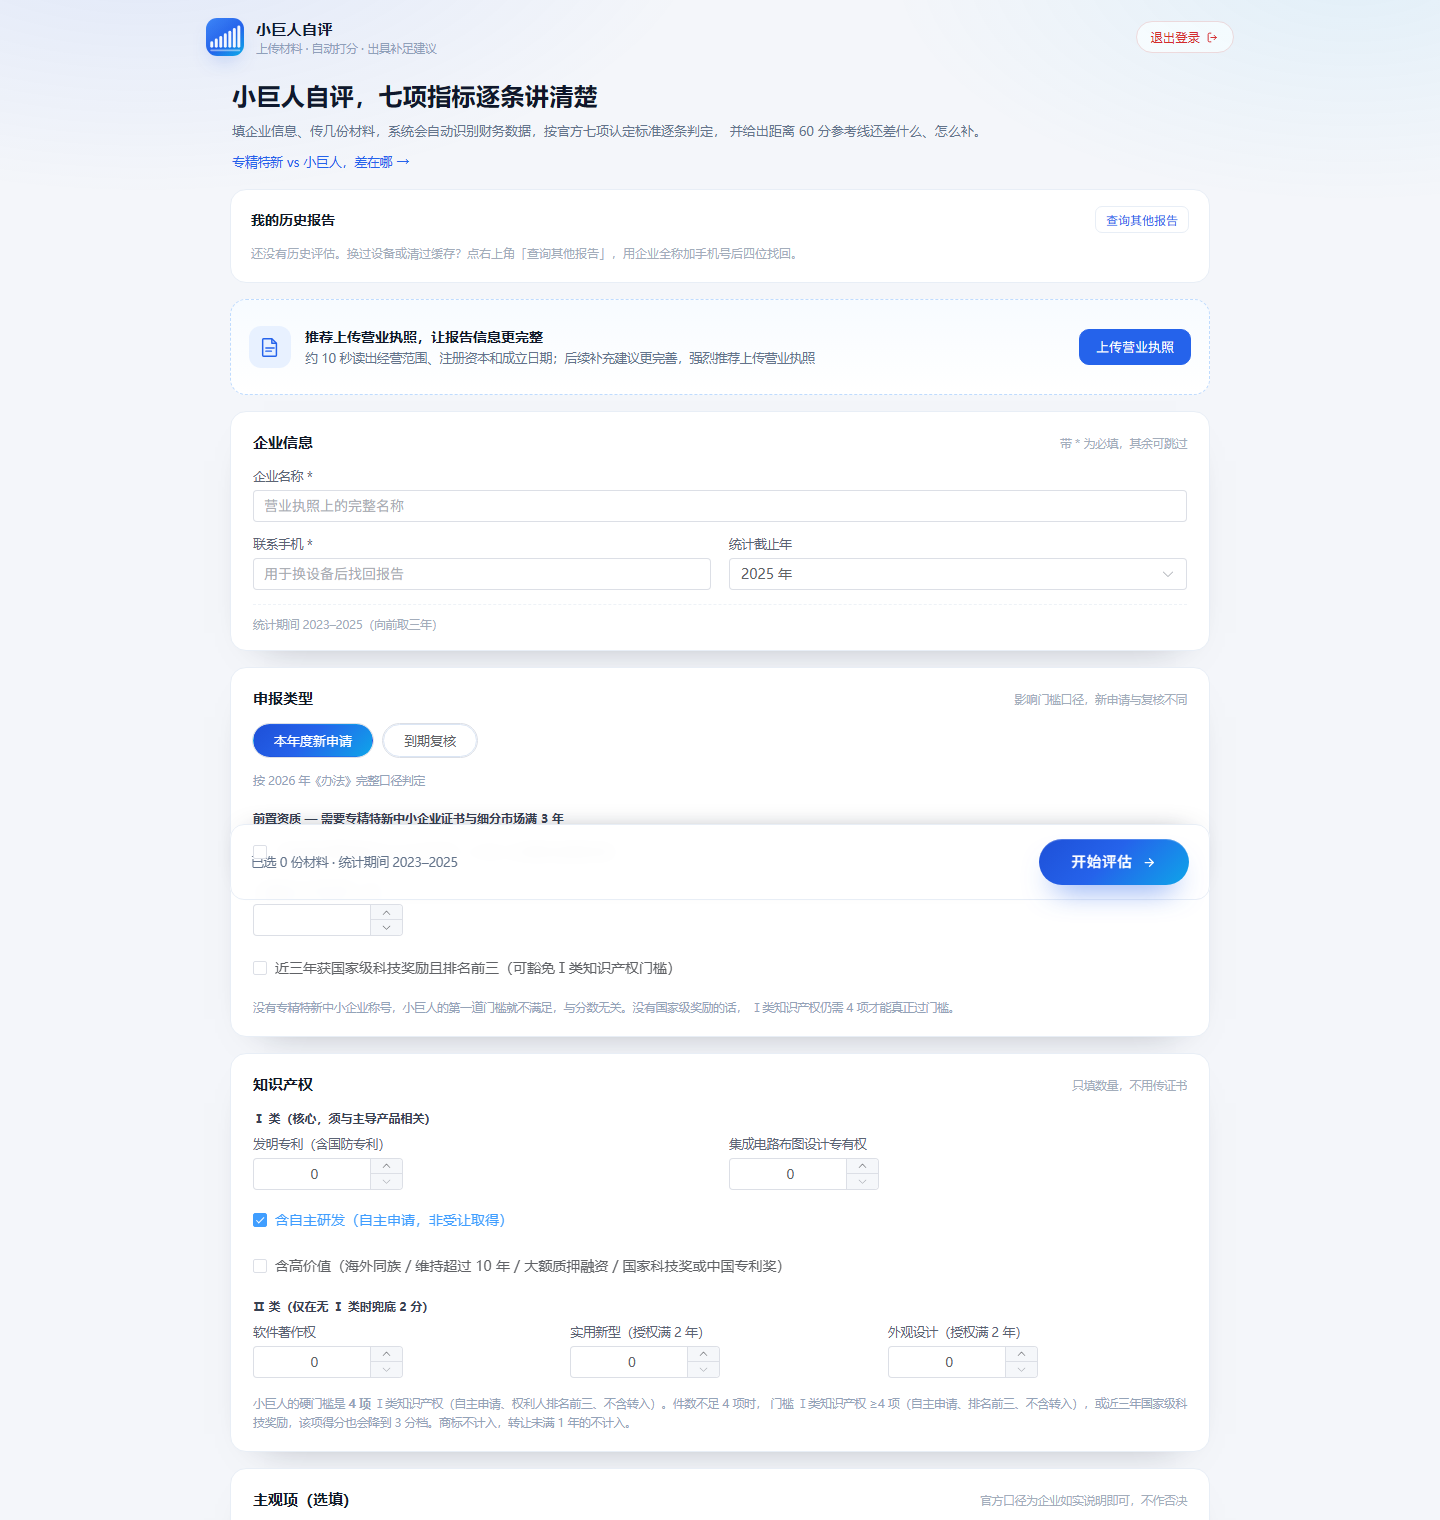 小巨人自评
上传材料 · 自动打分 · 出具补足建议
退出登录
小巨人自评，七项指标逐条讲清楚
填企业信息、传几份材料，系统会自动识别财务数据，按官方七项认定标准逐条判定， 并给出距离 60 分参考线还差什么、怎么补。
专精特新 vs 小巨人，差在哪 →
我的历史报告
查询其他报告
还没有历史评估。换过设备或清过缓存？点右上角「查询其他报告」，用企业全称加手机号后四位找回。
推荐上传营业执照，让报告信息更完整
约 10 秒读出经营范围、注册资本和成立日期；后续补充建议更完善，强烈推荐上传营业执照
上传营业执照
企业信息
带 * 为必填，其余可跳过
企业名称 *
营业执照上的完整名称
联系手机 *
统计截止年
用于换设备后找回报告
2025 年
统计期间 2023–2025（向前取三年）
申报类型
影响门槛口径，新申请与复核不同
本年度新申请
到期复核
按 2026 年《办法》完整口径判定
前置资质 — 需要专精特新中小企业证书与细分市场满 3 年
已选 0 份材料 · 统计期间 2023–2025
开始评估 →
近三年获国家级科技奖励且排名前三（可豁免 I 类知识产权门槛）
没有专精特新中小企业称号，小巨人的第一道门槛就不满足，与分数无关。没有国家级奖励的话， I 类知识产权仍需 4 项才能真正过门槛。
知识产权
只填数量，不用传证书
I 类（核心，须与主导产品相关）
发明专利（含国防专利）
集成电路布图设计专有权
0
0
含自主研发（自主申请，非受让取得）
含高价值（海外同族 / 维持超过 10 年 / 大额质押融资 / 国家科技奖或中国专利奖）
II 类（仅在无 I 类时兜底 2 分）
软件著作权
实用新型（授权满 2 年）
外观设计（授权满 2 年）
0
0
0
小巨人的硬门槛是 4 项 I 类知识产权（自主申请、权利人排名前三、不含转入）。件数不足 4 项时， 门槛 I 类知识产权 ≥4 项（自主申请、排名前三、不含转入），或近三年国家级科
技奖励，该项得分也会降到 3 分档。商标不计入，转让未满 1 年的不计入。
主观项（选填）
官方口径为企业如实说明即可，不作否决